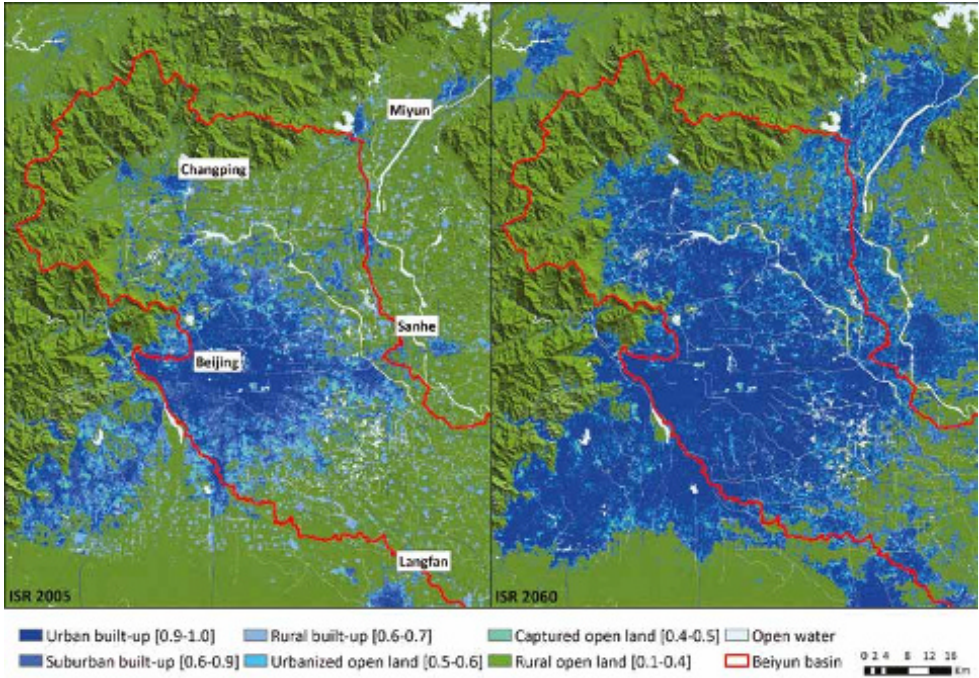 Miyun
Changping
Sanhe
Beijing
Langfan
ISR 2005
ISR 2060
Urban built-up [0.9-1.0]
Rural built-up [0.6-0.7]
Captured open land [0.4-0.5]
Open water
Suburban built-up [0.6-0.9]
Urbanized open land [0.5-0.6]
Rural open land [0.1-0.4]
Beiyun basin
0 2 4 8 12 16
Km